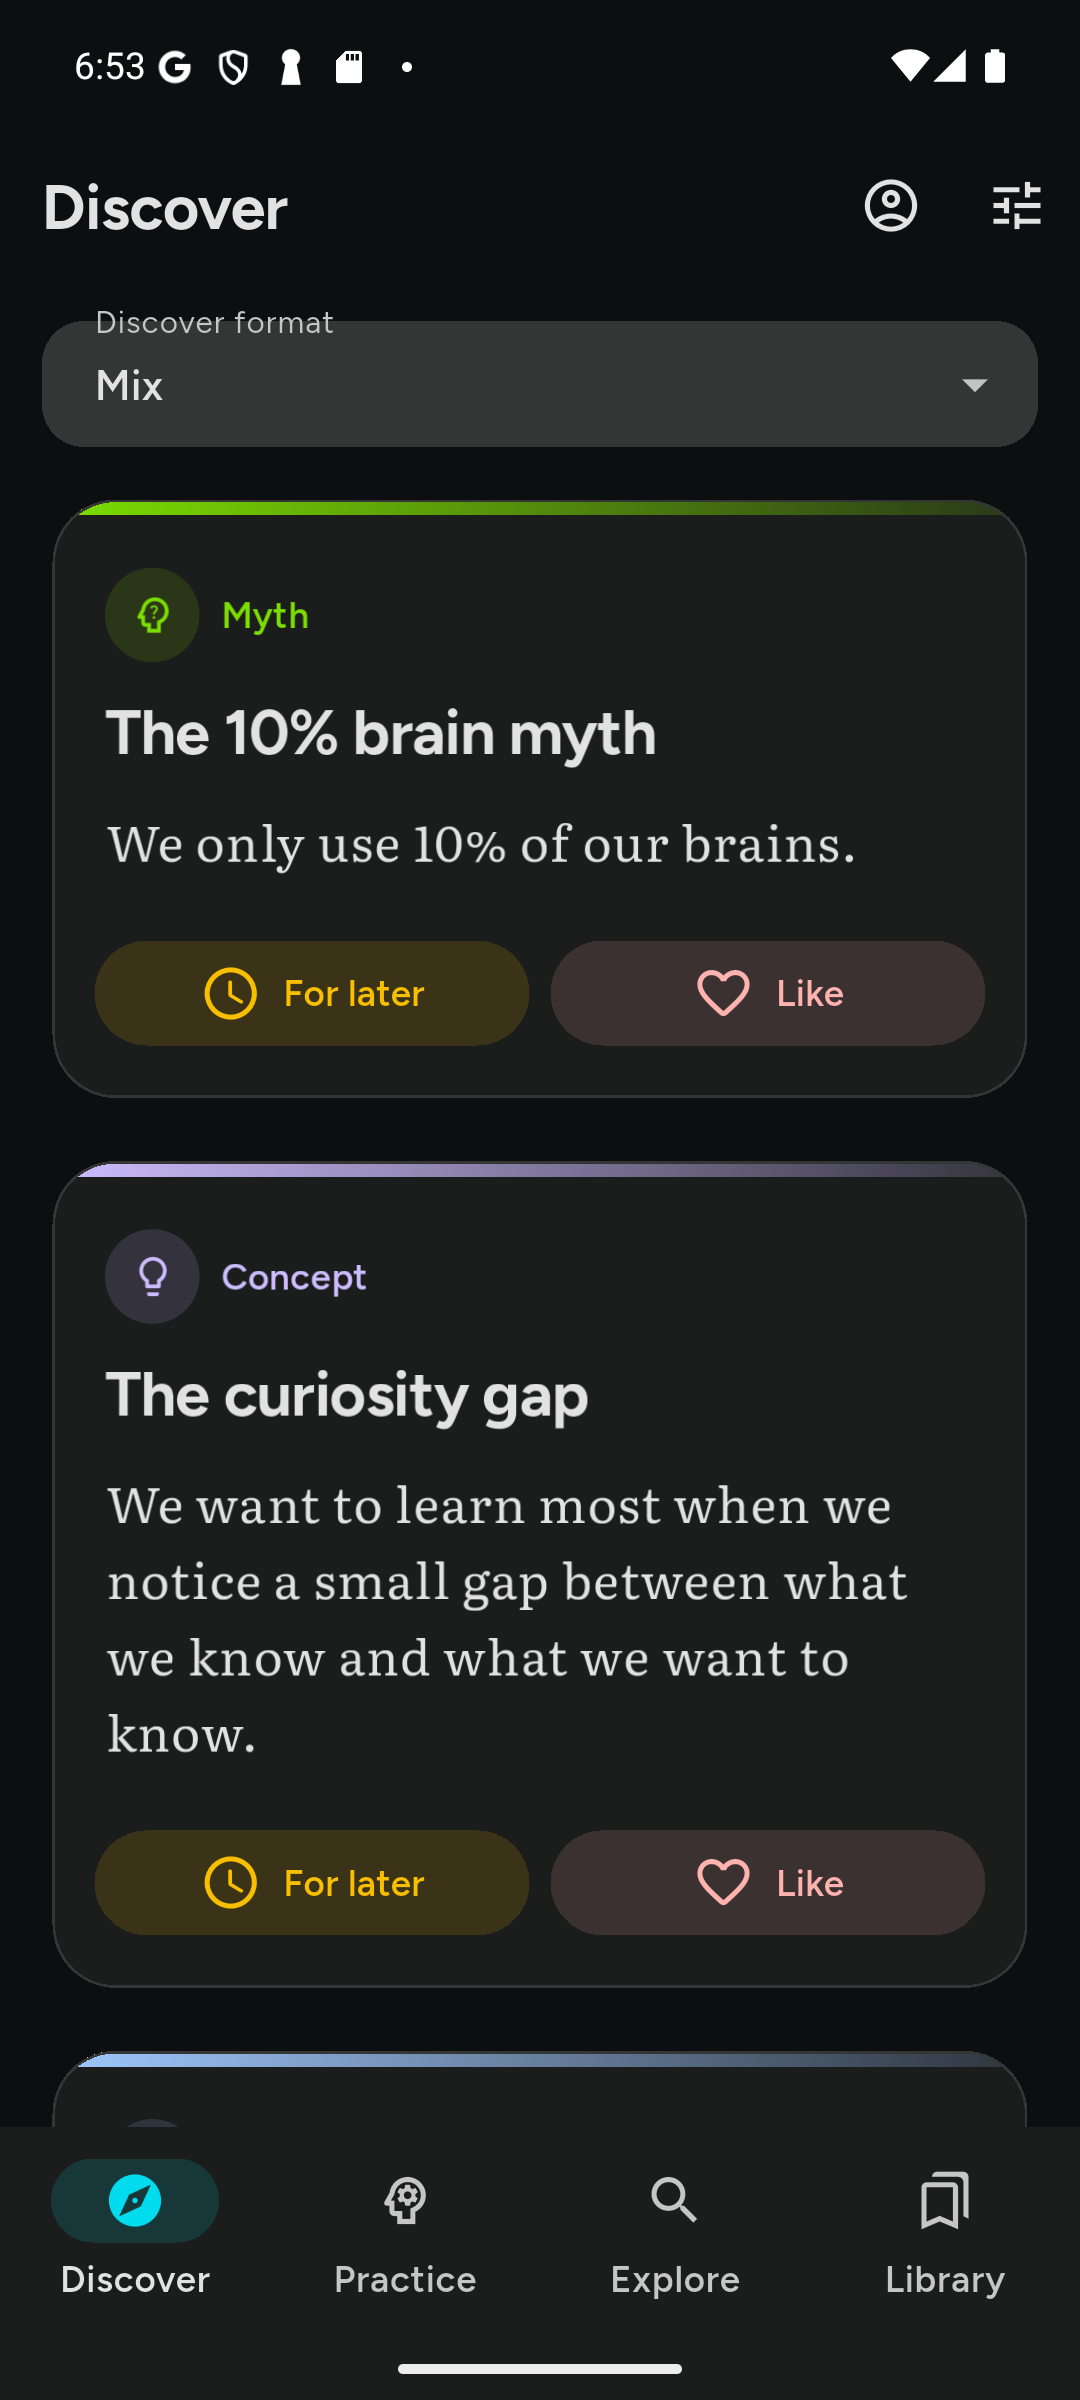 6:53
Discover
Discover format
Mix
Myth
The 10% brain myth
We only use 10% of our brains.
For later
Like
Concept
The curiosity gap
We want to learn most when we
notice a small gap between what
we know and what we want to
know.
For later
Like
Discover
Practice
Explore
Library